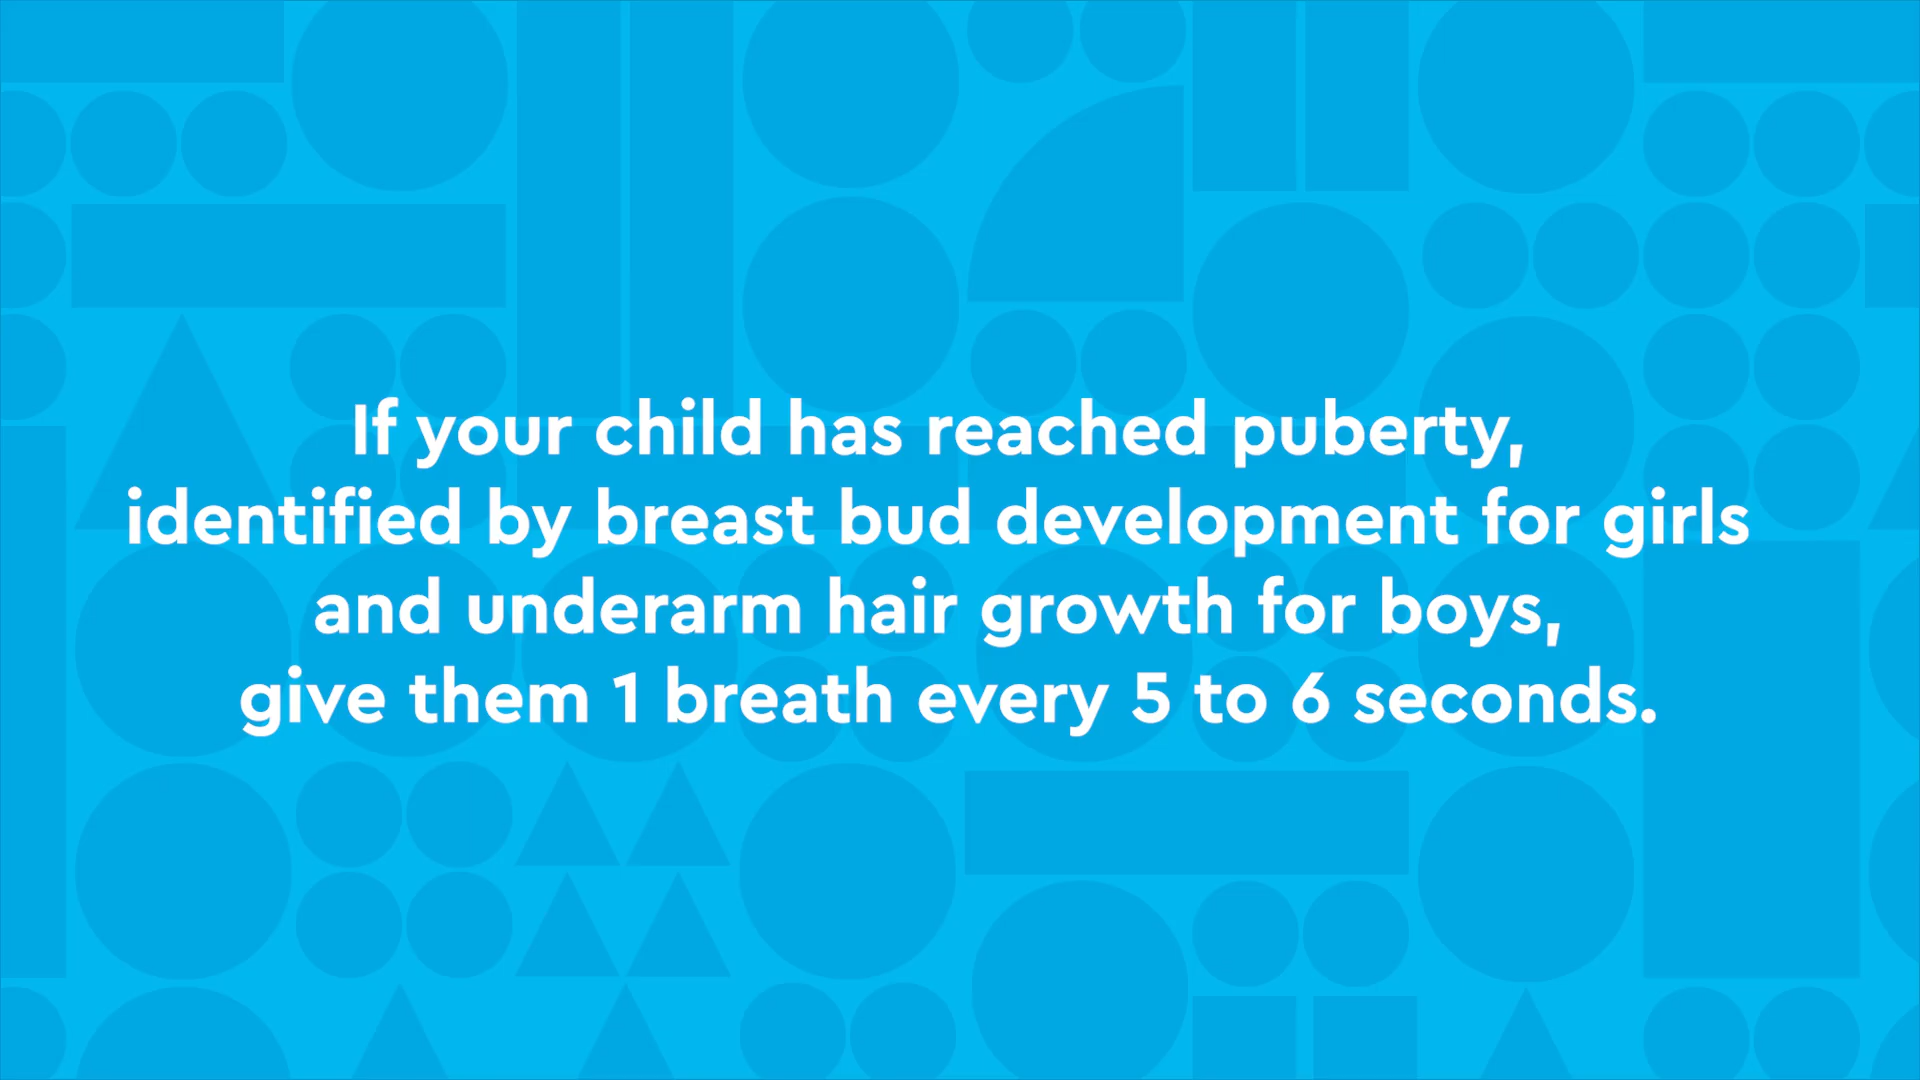 If your child has reached puberty,
identified by breast bud development for girls
and underarm hair growth for boys,
give them 1 breath every 5 to 6 seconds.